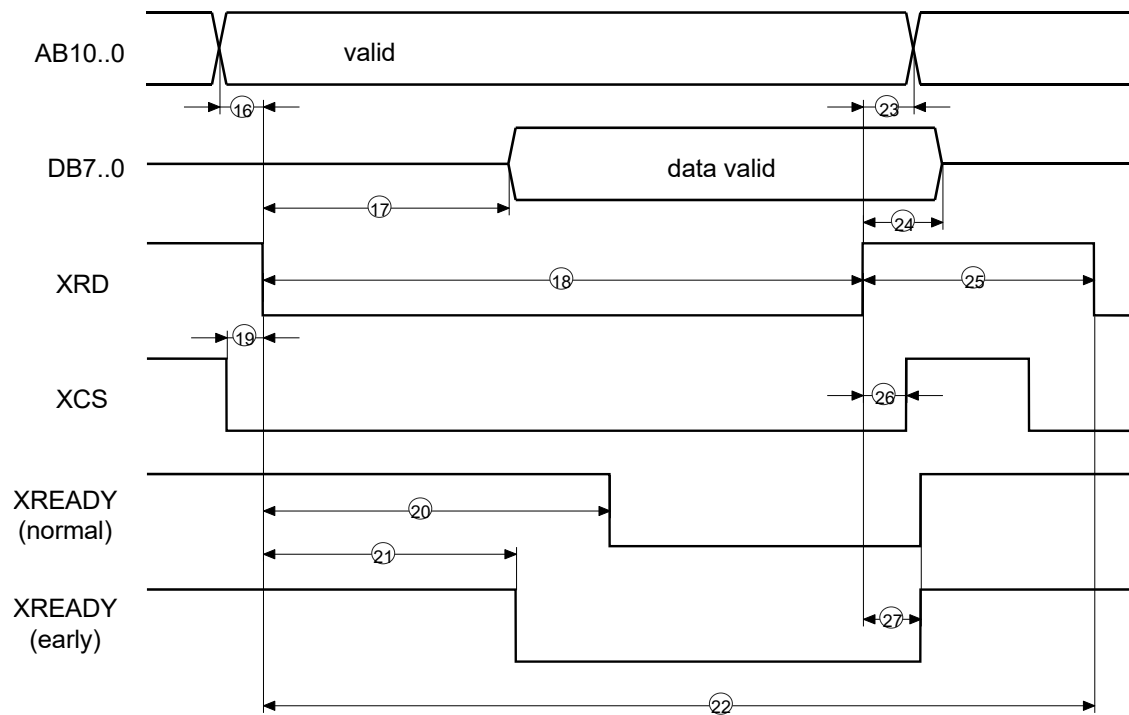 AB10..0
valid
16
23
DB7..0
data valid
17
24
XRD
18
25
19
XCS
26
XREADY
(normal)
20
21
XREADY
(early)
27
22